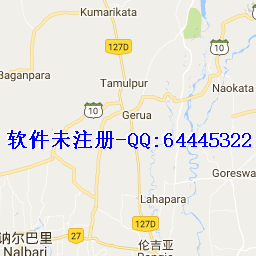 Kumarikata
127D
10
Baganpara
Tamulpur
Naokata
10
Gerua
软件未注册-QQ:64445322
Goresw
Lahapara
纳尔巴里
Nalbari
27
127D
伦吉亚